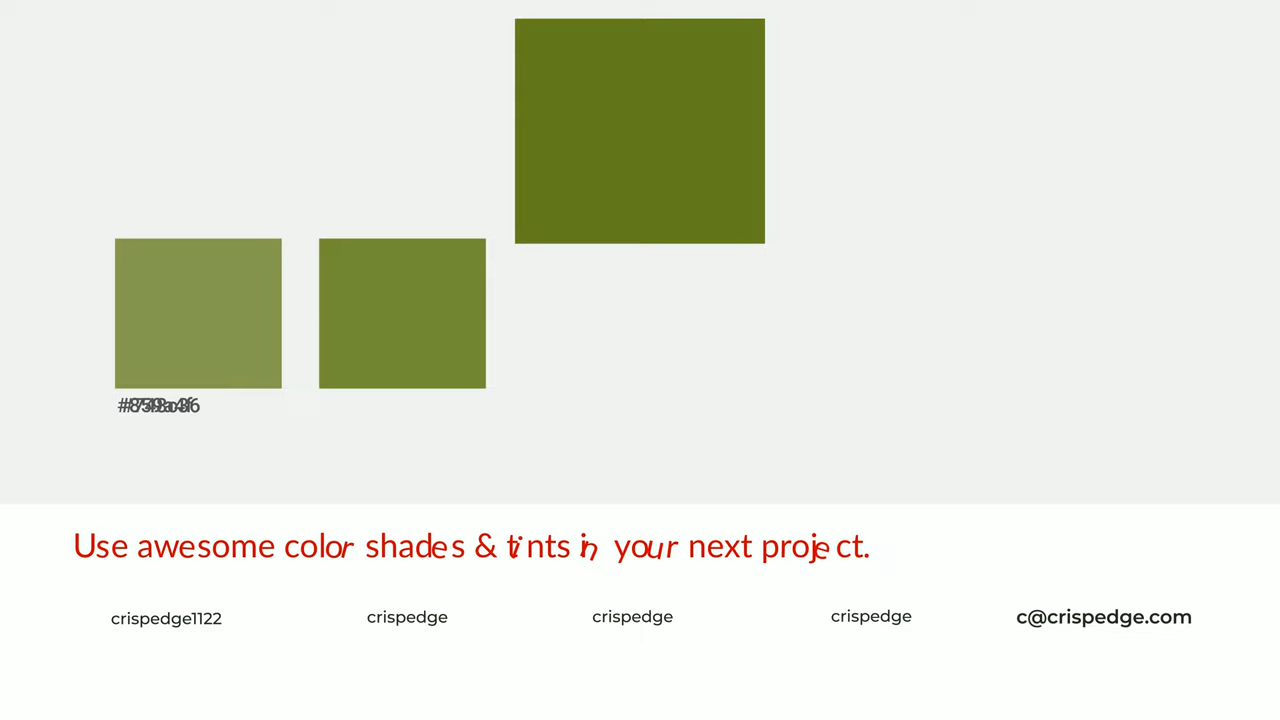 Use awesome color shades & tints in your next project.
crispedge1122 crispedge crispedge crispedge c@crispedge.com